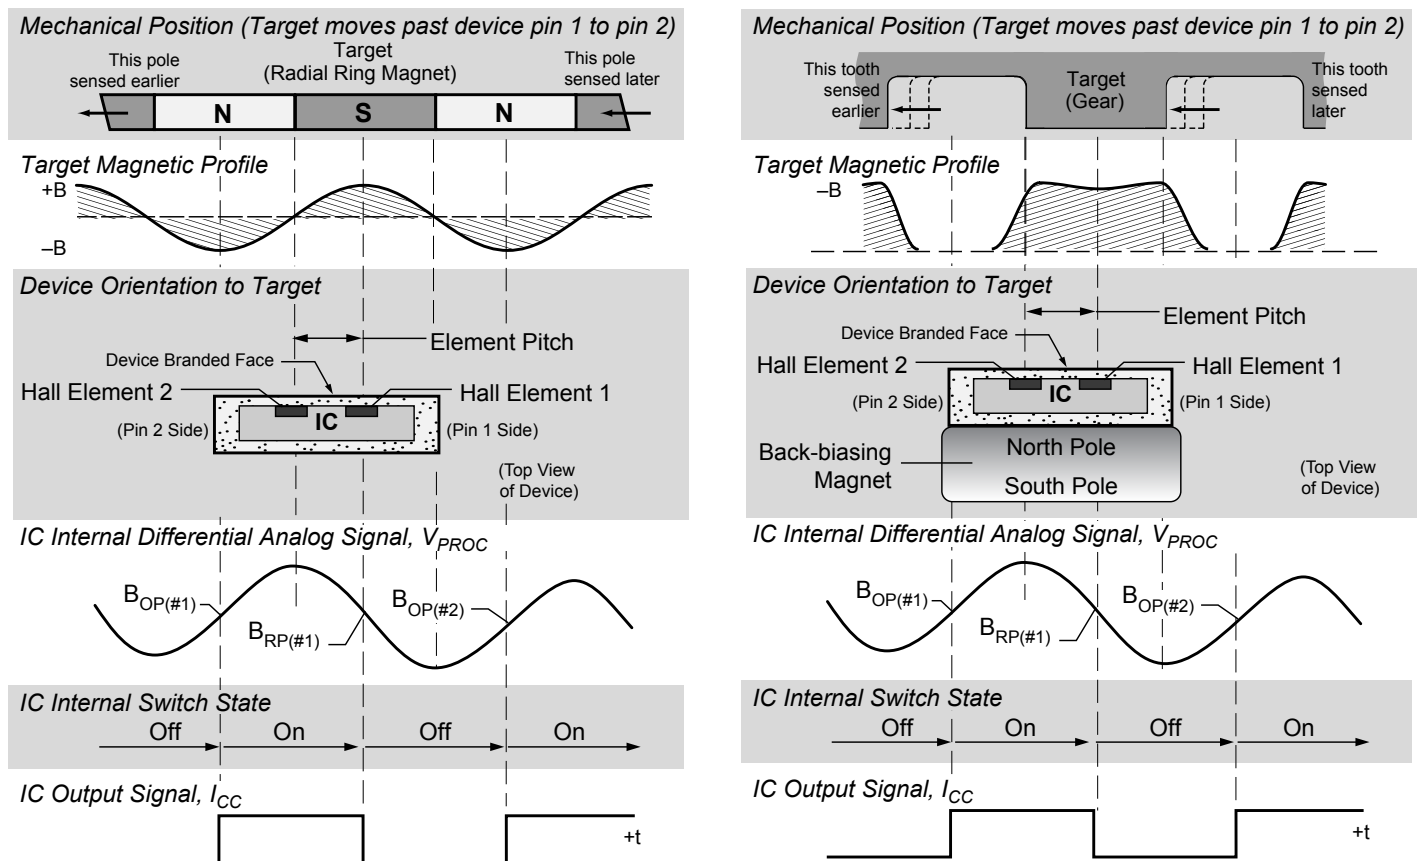 Mechanical Position (Target moves past device pin 1 to pin 2)
This pole
sensed earlier
Target
(Radial Ring Magnet)
This pole
sensed later
N
S
N
Target Magnetic Profile
+B
–B
Device Orientation to Target
Element Pitch
Device Branded Face
Hall Element 2
Hall Element 1
(Pin 2 Side)
IC
(Pin 1 Side)
(Top View
of Device)
IC Internal Differential Analog Signal, VPROC
BOP(#1)
BRP(#1)
BOP(#2)
IC Internal Switch State
Off
On
Off
On
IC Output Signal, ICC
+t
Mechanical Position (Target moves past device pin 1 to pin 2)
This tooth
sensed
earlier
Target
(Gear)
This tooth
sensed
later
Target Magnetic Profile
–B
Device Orientation to Target
Element Pitch
Device Branded Face
Hall Element 2
Hall Element 1
(Pin 2 Side)
IC
(Pin 1 Side)
Back-biasing
Magnet
North Pole
South Pole
(Top View
of Device)
IC Internal Differential Analog Signal, VPROC
BOP(#1)
BRP(#1)
BOP(#2)
IC Internal Switch State
Off
On
Off
On
IC Output Signal, ICC
+t